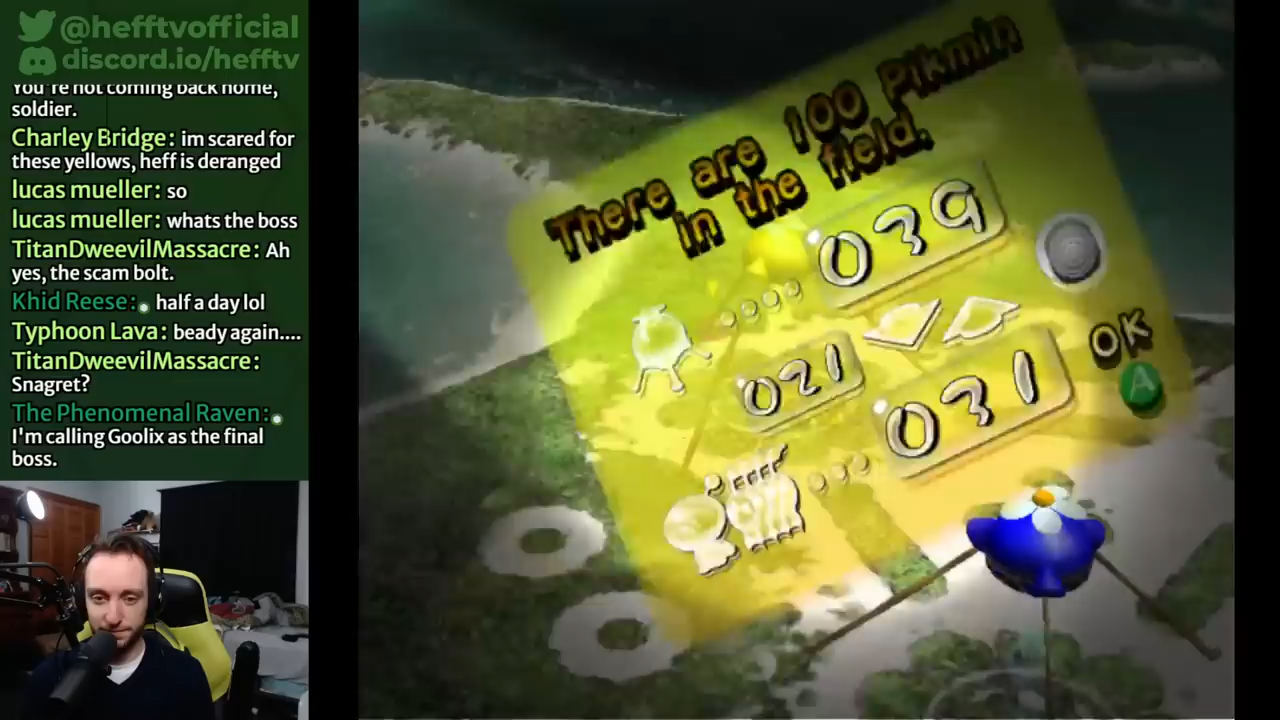 @hefftvofficial
discord.io/hefftv
You're not coming back home,
soldier.
Charley Bridge: im scared for
these yellows, heff is deranged
lucas mueller: so
lucas mueller: whats the boss
TitanDweevilMassacre: Ah
yes, the scam bolt.
Khid Reese: half a day lol
Typhoon Lava: beady again....
TitanDweevilMassacre:
Snagret?
The Phenomenal Raven:
I'm calling Goolix as the final
boss.
There are 100 Pikmin
in the field.
039
021
031
OK
A